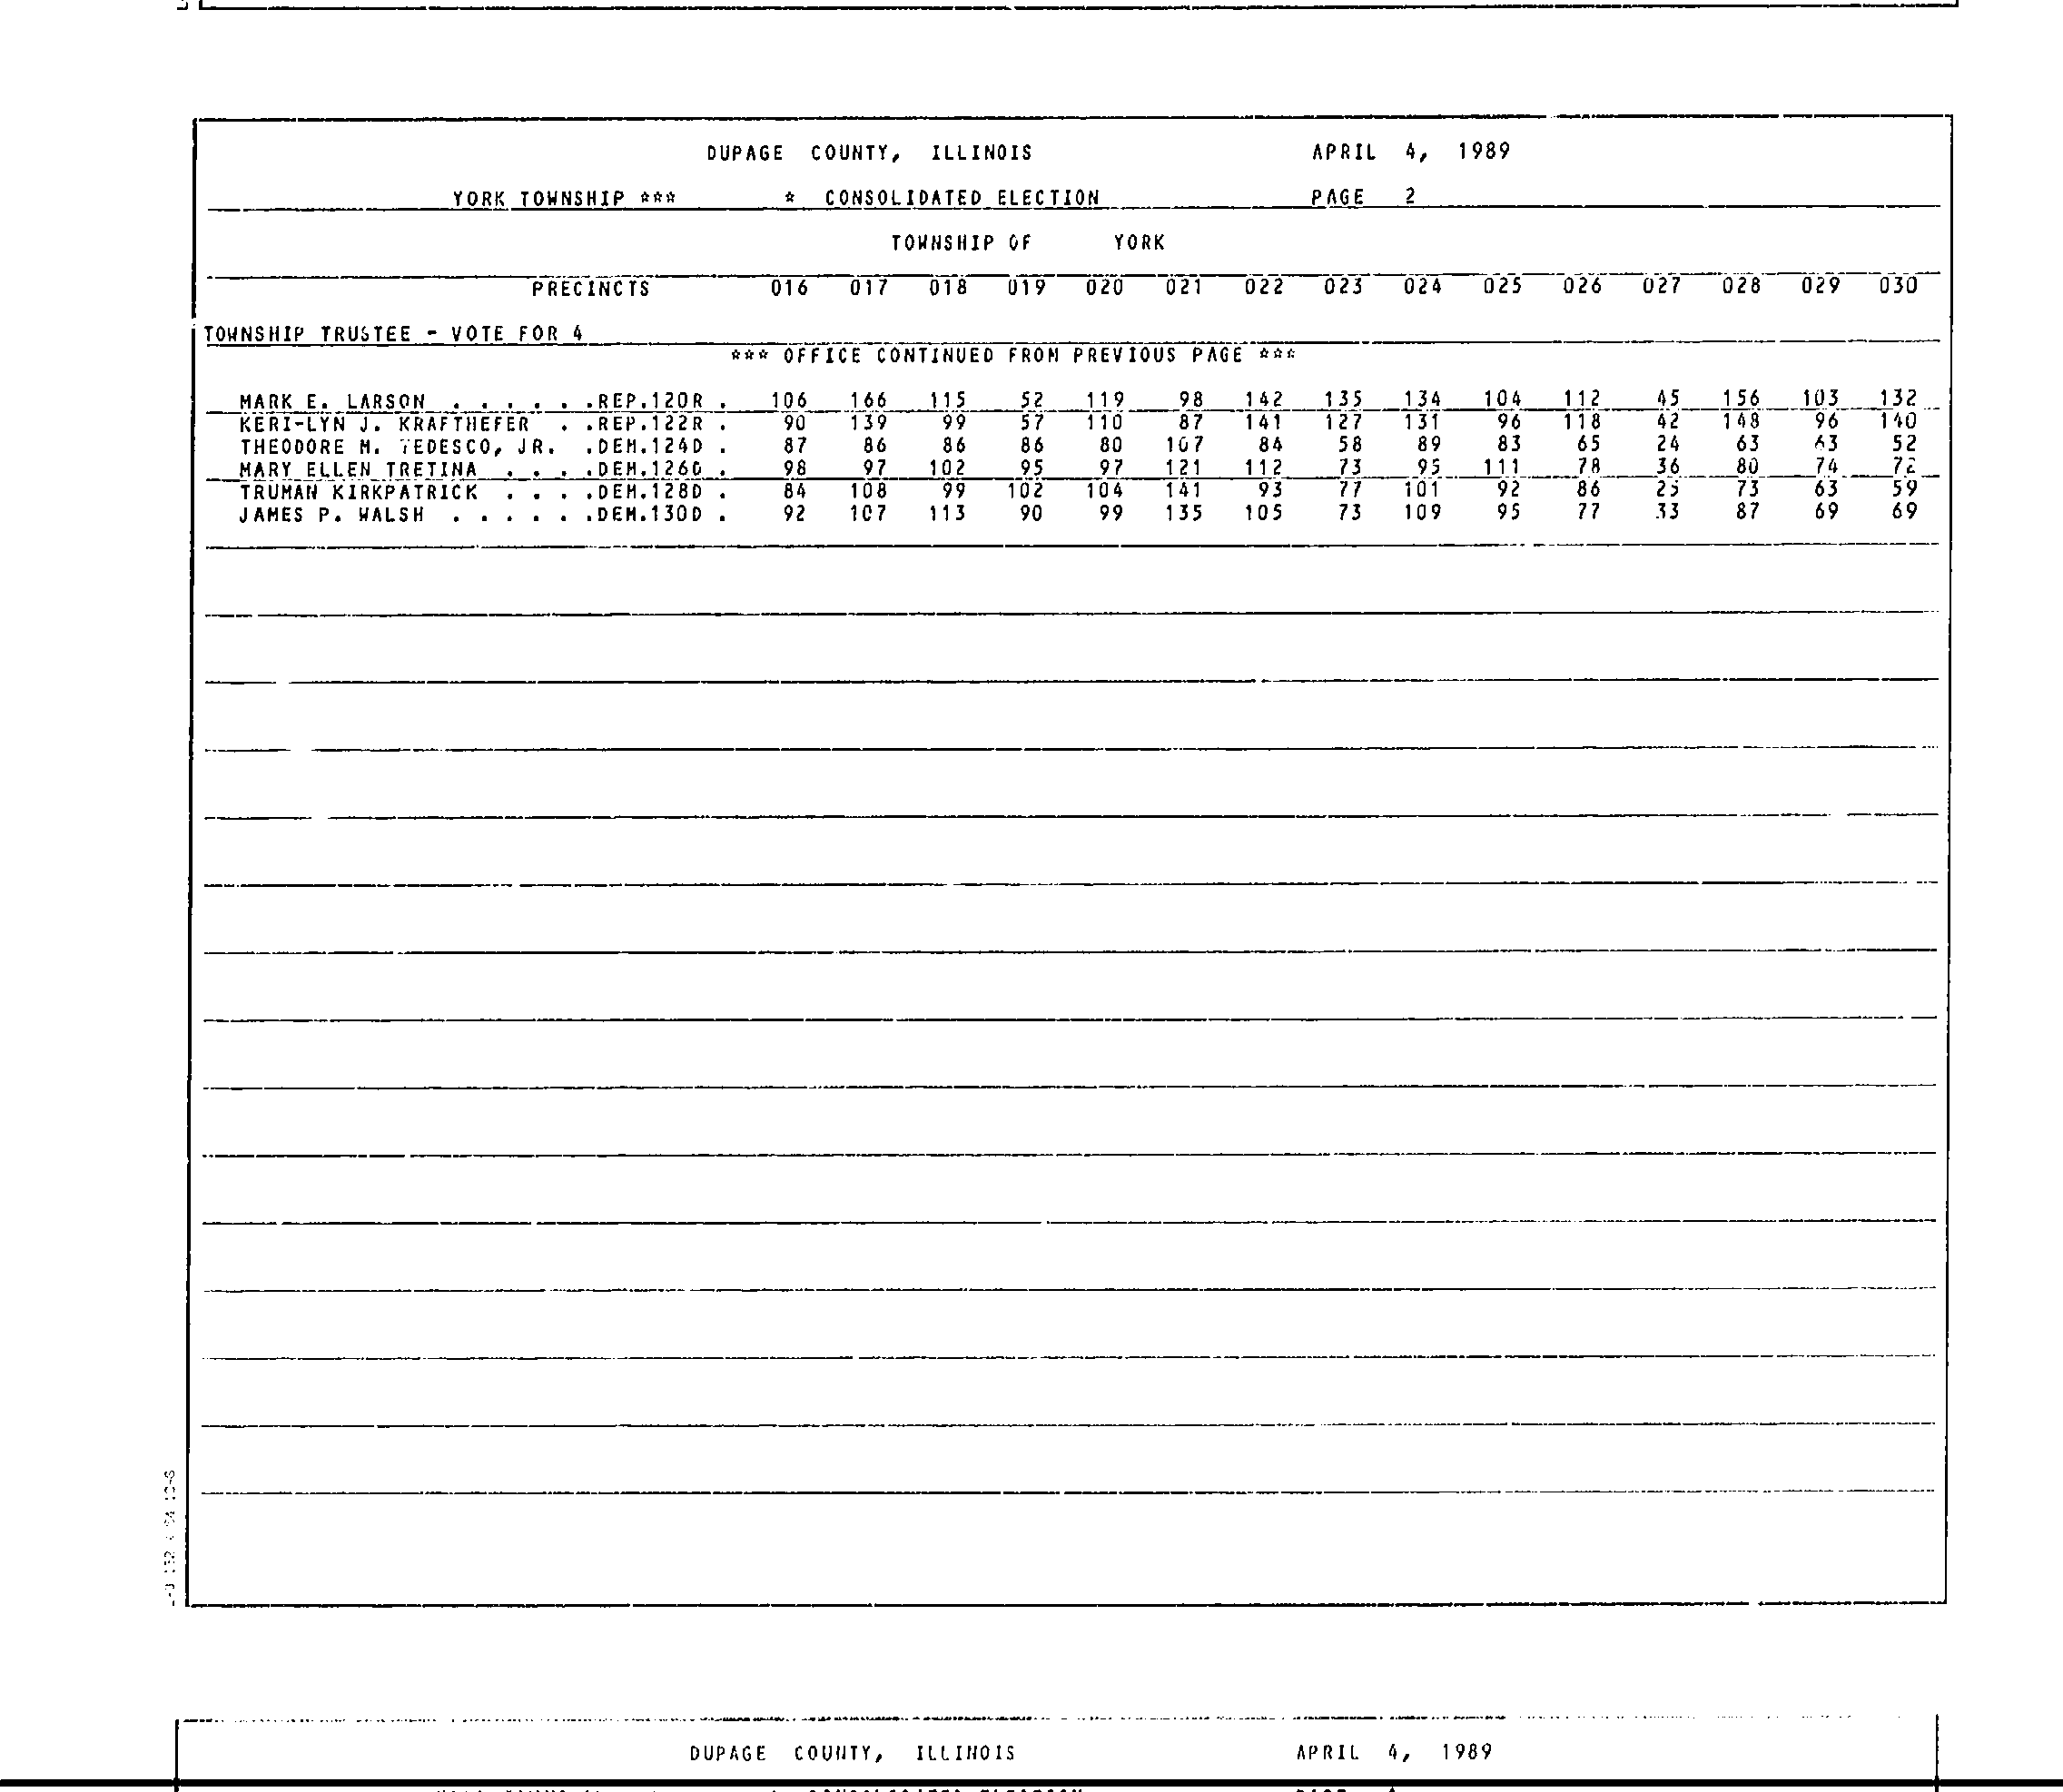 DUPAGE COUNTY, ILLINOIS APRIL 4, 1989
YORK TOWNSHIP *** * CONSOLIDATED ELECTION PAGE 2
TOWNSHIP OF YORK
PRECINCTS 016 017 018 019 020 021 022 023 024 025 026 027 028 029 030
TOWNSHIP TRUSTEE - VOTE FOR 4
*** OFFICE CONTINUED FROM PREVIOUS PAGE ***
MARK E. LARSON . . . . . . .REP.120R . 106 166 115 52 119 98 142 135 134 104 112 45 156 103 132
KERI-LYN J. KRAFTHEFER . .REP.122R . 90 139 99 57 110 87 141 127 131 96 118 42 148 96 140
THEODORE M. TEDESCO, JR. .DEM.124D . 87 86 86 86 80 107 84 58 89 83 65 24 63 63 52
MARY ELLEN TRETINA . . . .DEM.126D . 98 97 102 95 97 121 112 73 95 111 78 36 80 74 72
TRUMAN KIRKPATRICK . . . .DEM.128D . 84 108 99 102 104 141 93 77 101 92 86 25 73 63 59
JAMES P. WALSH . . . . . . .DEM.130D . 92 107 113 90 99 135 105 73 109 95 77 33 87 69 69
DUPAGE COUNTY, ILLINOIS APRIL 4, 1989